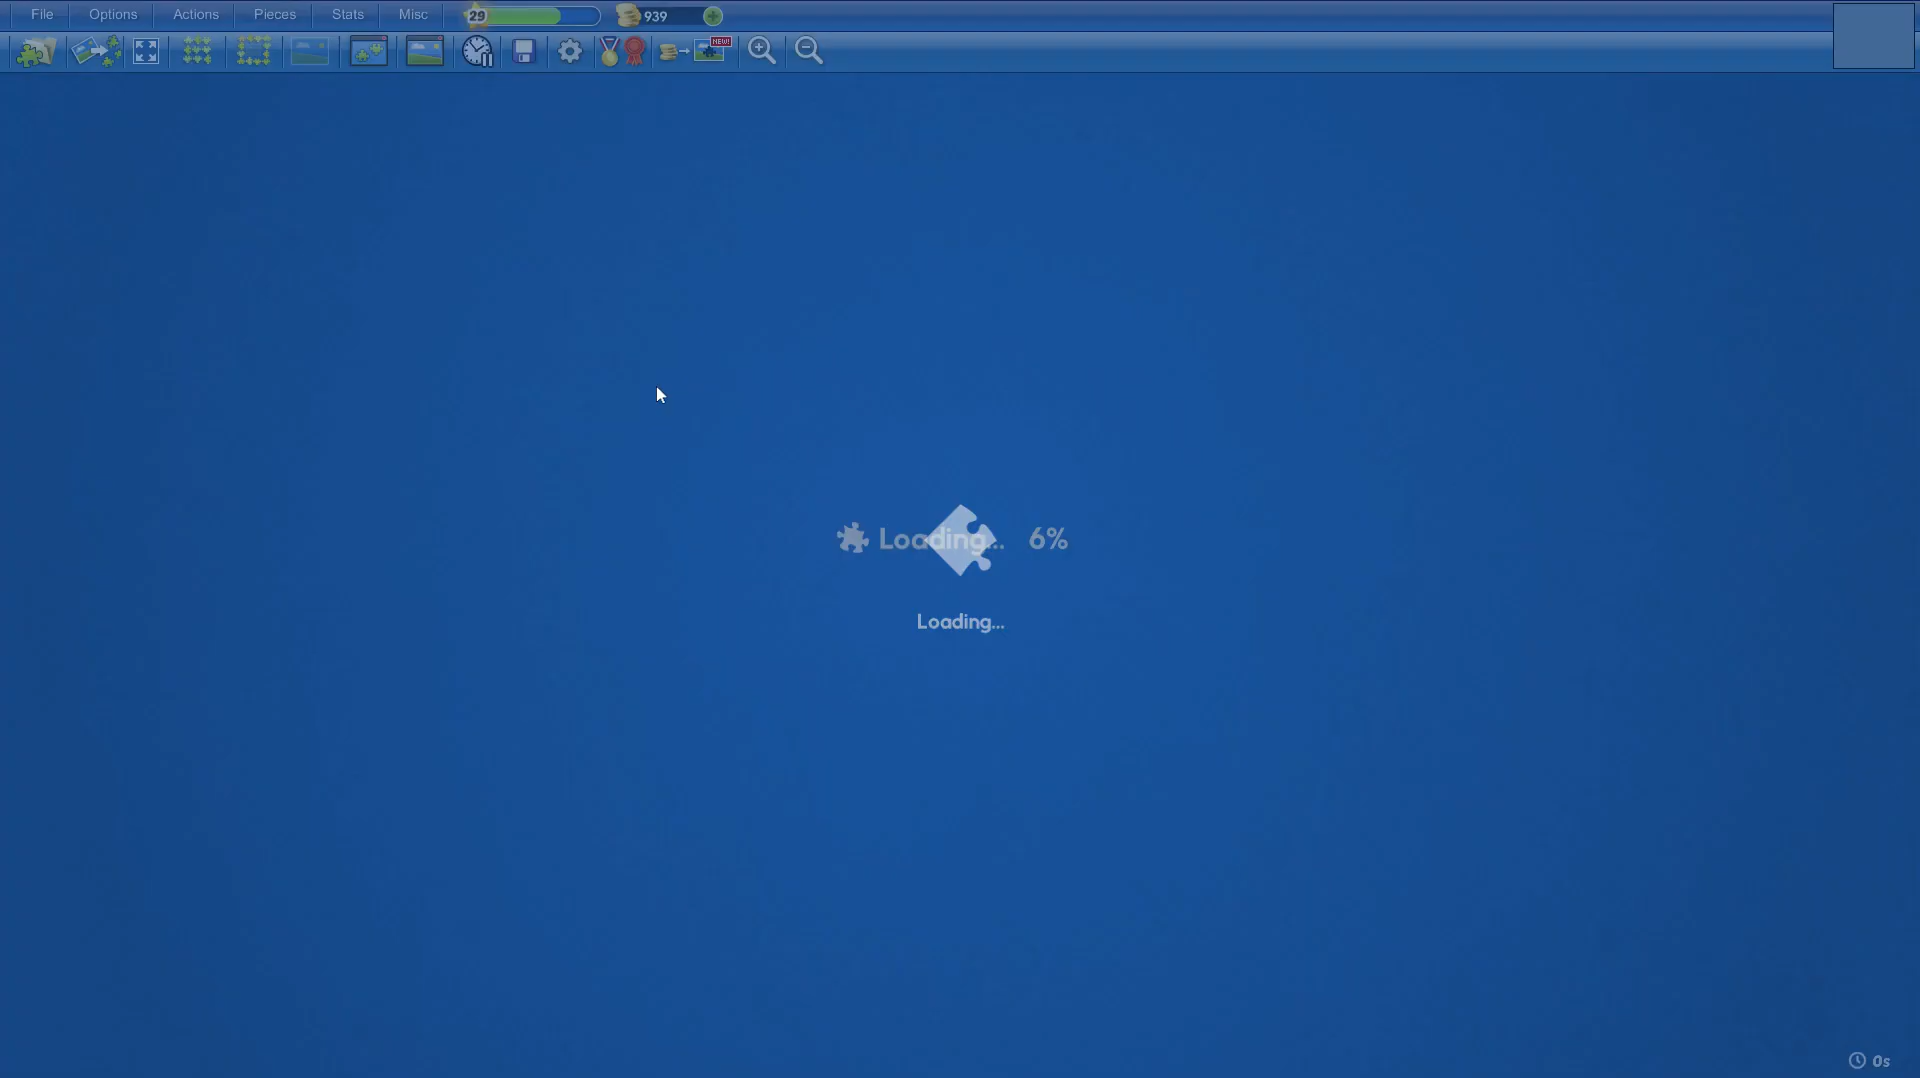 File Options Actions Pieces Stats Misc 29 939
NEW!
Loading... 6%
Loading...
0s